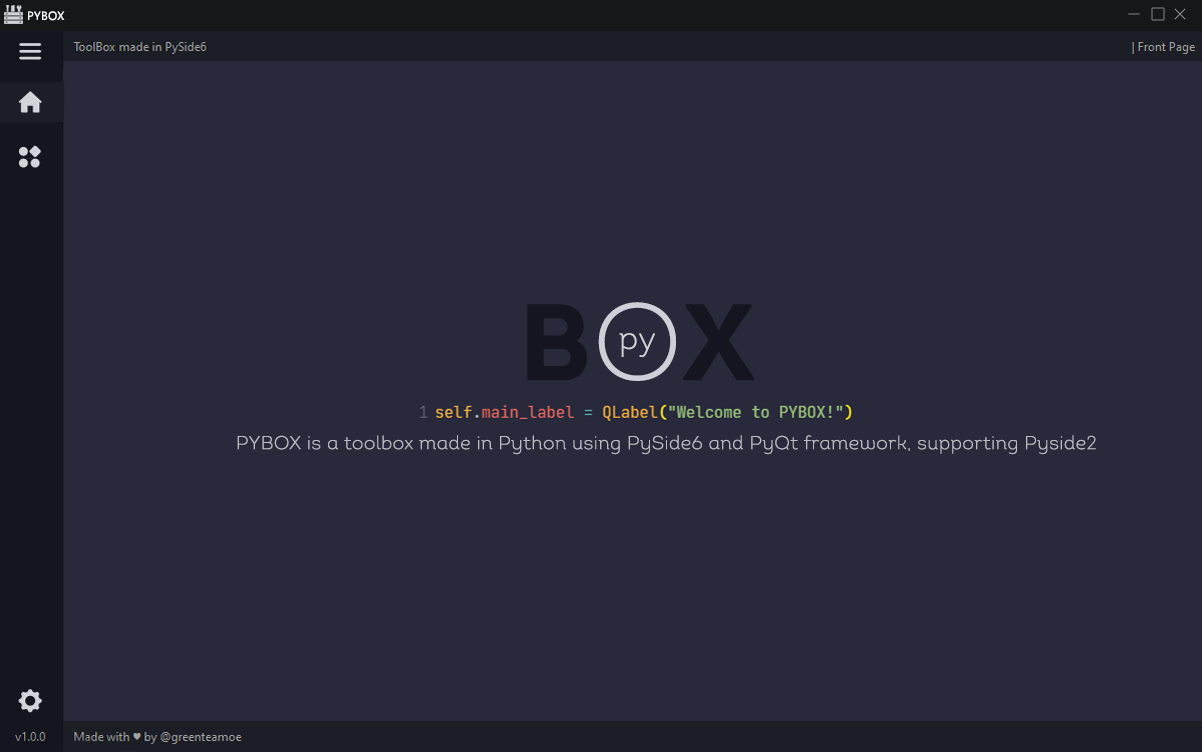 PYBOX
ToolBox made in PySide6
| Front Page
B py X
1 self.main_label = QLabel("Welcome to PYBOX!")
PYBOX is a toolbox made in Python using PySide6 and PyQt framework, supporting Pyside2
v1.0.0
Made with ♥ by @greenteamoe